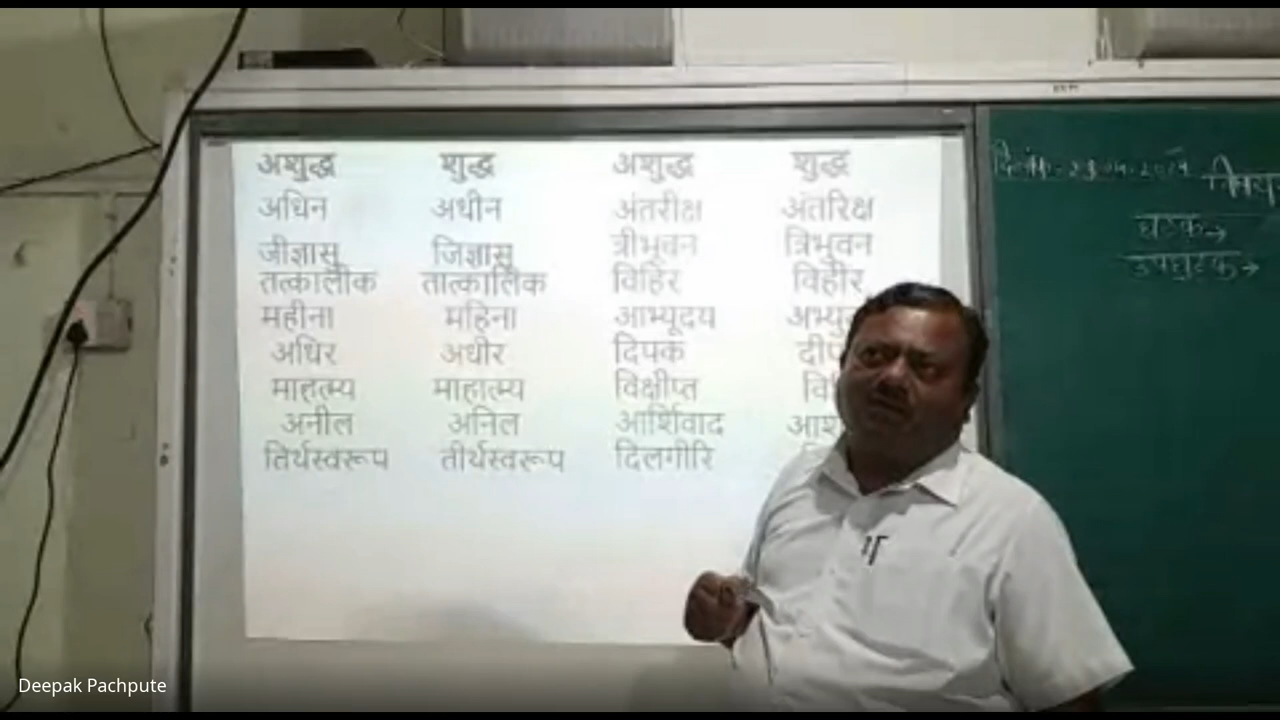 अशुद्ध शुद्ध अशुद्ध शुद्ध
अधिन अधीन अंतरीक्ष अंतरिक्ष
जीज्ञासू जिज्ञासू त्रीभूवन त्रिभूवन
तत्कालीक तात्कालिक विहिर विहीर
महीना महिना आभ्यूदय
अधिर अधीर दिपक
माहत्म्य माहात्म्य विक्षीप्त
अनील अनिल आर्शिवाद
तिर्थस्वरूप तीर्थस्वरूप दिलगीरि
विषय
घटक→
उपघटक→
Deepak Pachpute